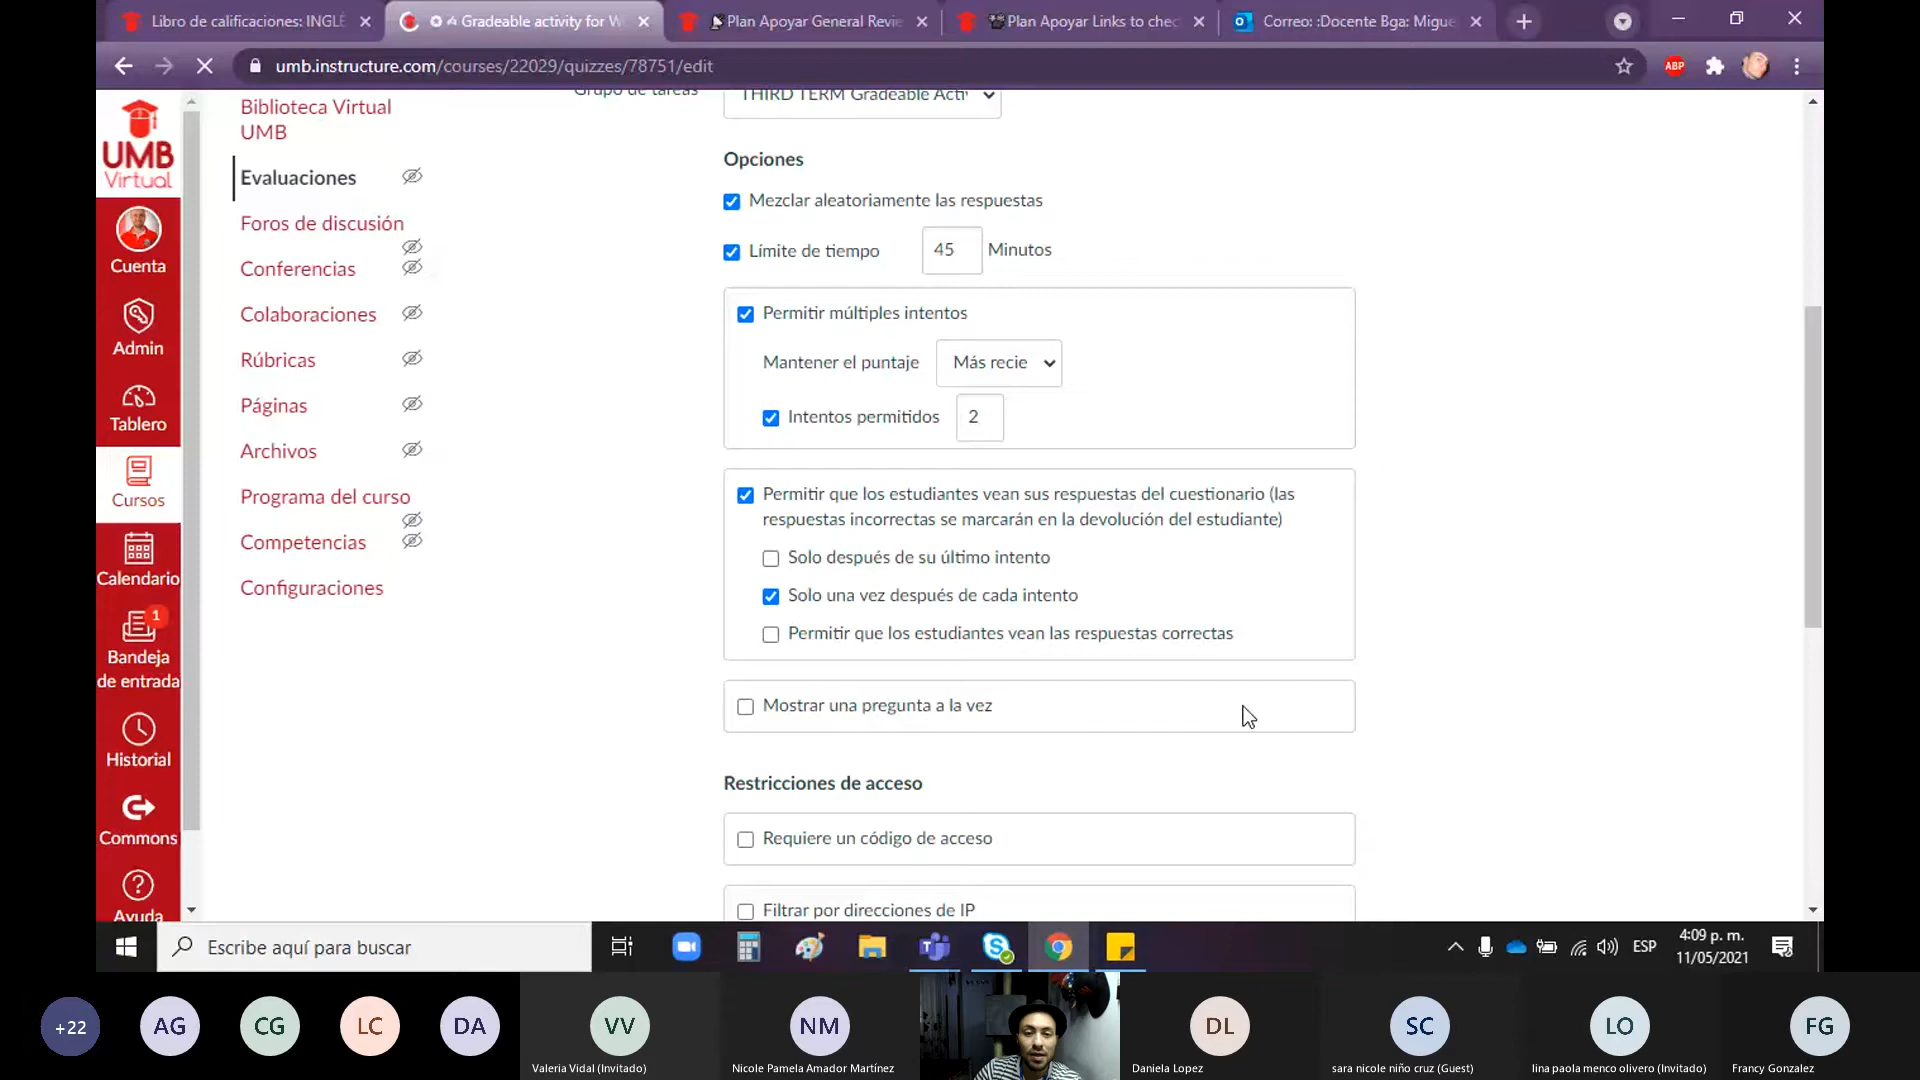 Libro de calificaciones: INGLÉ
Gradeable activity for W
Plan Apoyar General Revie
Plan Apoyar Links to chec
Correo: :Docente Bga: Migue
umb.instructure.com/courses/22029/quizzes/78751/edit
ABP
UMB
Virtual
Cuenta
Admin
Tablero
Cursos
Calendario
1
Bandeja
de entrada
Historial
Commons
Ayuda
Biblioteca Virtual
UMB
Evaluaciones
Foros de discusión
Conferencias
Colaboraciones
Rúbricas
Páginas
Archivos
Programa del curso
Competencias
Configuraciones
Grupo de tareas
THIRD TERM Gradeable Activ
Opciones
Mezclar aleatoriamente las respuestas
Límite de tiempo 45 Minutos
Permitir múltiples intentos
Mantener el puntaje Más recie
Intentos permitidos 2
Permitir que los estudiantes vean sus respuestas del cuestionario (las
respuestas incorrectas se marcarán en la devolución del estudiante)
Solo después de su último intento
Solo una vez después de cada intento
Permitir que los estudiantes vean las respuestas correctas
Mostrar una pregunta a la vez
Restricciones de acceso
Requiere un código de acceso
Filtrar por direcciones de IP
Escribe aquí para buscar
ESP
4:09 p. m.
11/05/2021
+22
AG
CG
LC
DA
VV
Valeria Vidal (Invitado)
NM
Nicole Pamela Amador Martínez
DL
Daniela Lopez
SC
sara nicole niño cruz (Guest)
LO
lina paola menco olivero (Invitado)
FG
Francy Gonzalez